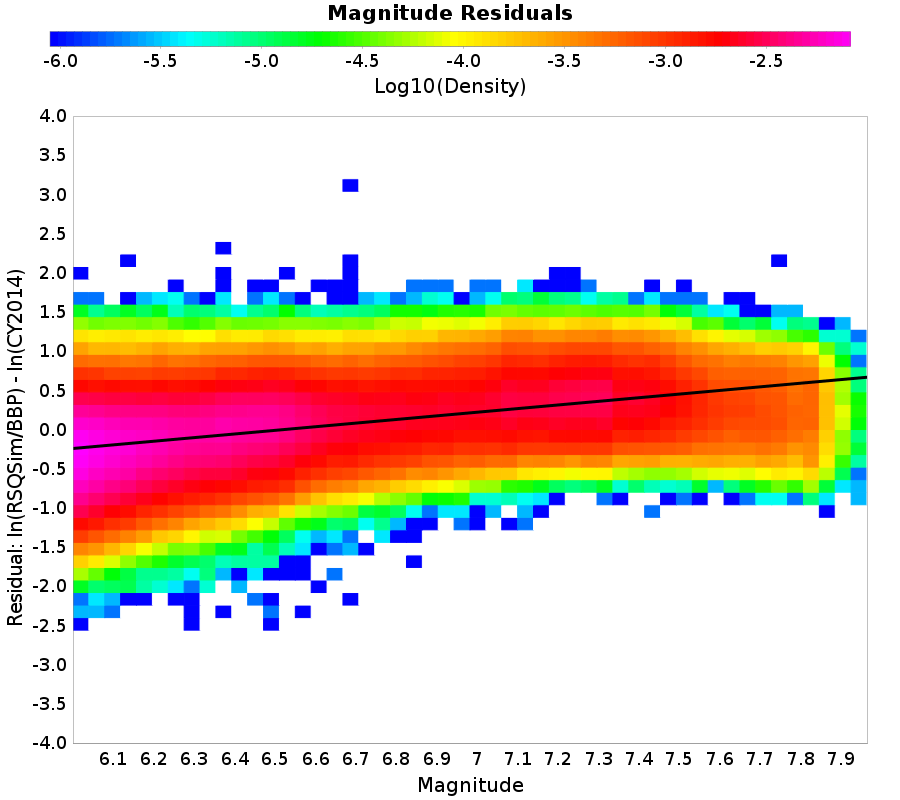 Magnitude Residuals
-6.0 -5.5 -5.0 -4.5 -4.0 -3.5 -3.0 -2.5
Log10(Density)
4.0
3.5
3.0
2.5
2.0
1.5
1.0
0.5
0.0
-0.5
-1.0
-1.5
-2.0
-2.5
-3.0
-3.5
-4.0
Residual: ln(RSQSim/BBP) - ln(CY2014)
6.1 6.2 6.3 6.4 6.5 6.6 6.7 6.8 6.9 7 7.1 7.2 7.3 7.4 7.5 7.6 7.7 7.8 7.9
Magnitude